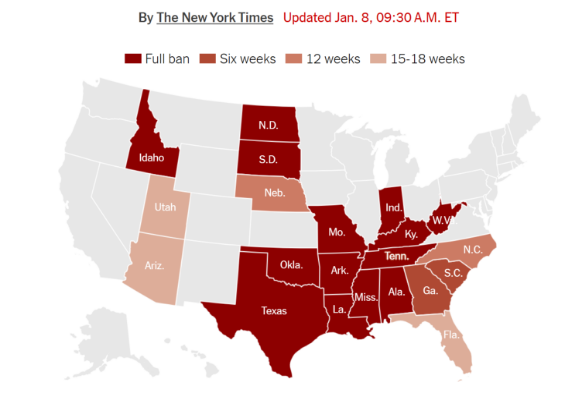 By The New York Times Updated Jan. 8, 09:30 A.M. ET
Full ban Six weeks 12 weeks 15-18 weeks
N.D.
Idaho
S.D.
Neb.
Utah
Ind.
W.V.
Mo.
Ky.
N.C.
Ariz.
Okla.
Ark.
Tenn.
S.C.
Texas
La.
Miss.
Ala.
Ga.
Fla.